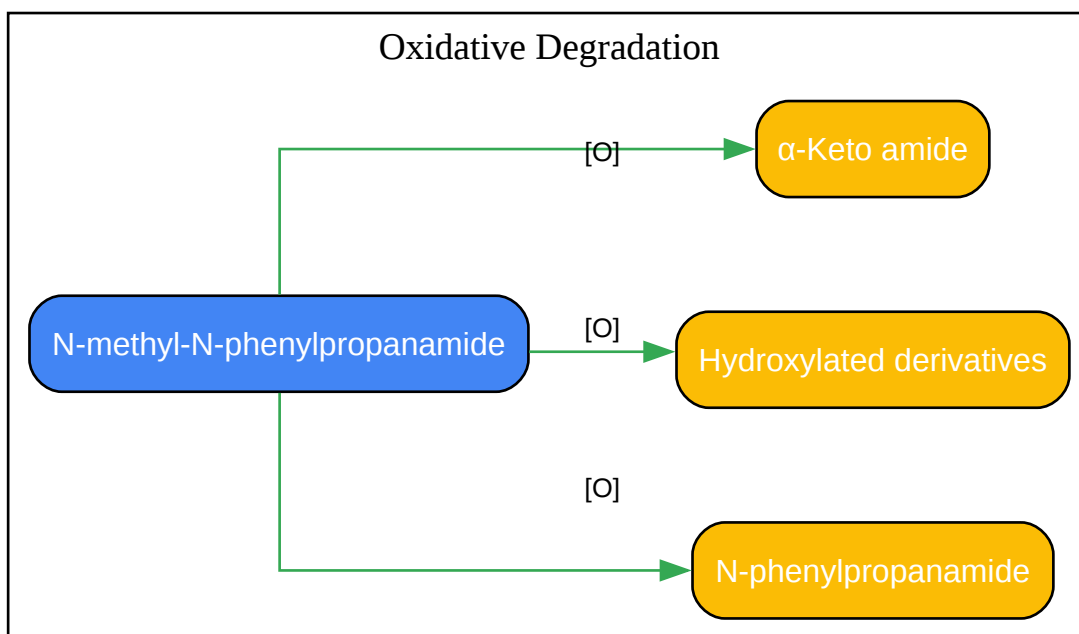 Oxidative Degradation
[O]
α-Keto amide
N-methyl-N-phenylpropanamide
[O]
Hydroxylated derivatives
[O]
N-phenylpropanamide